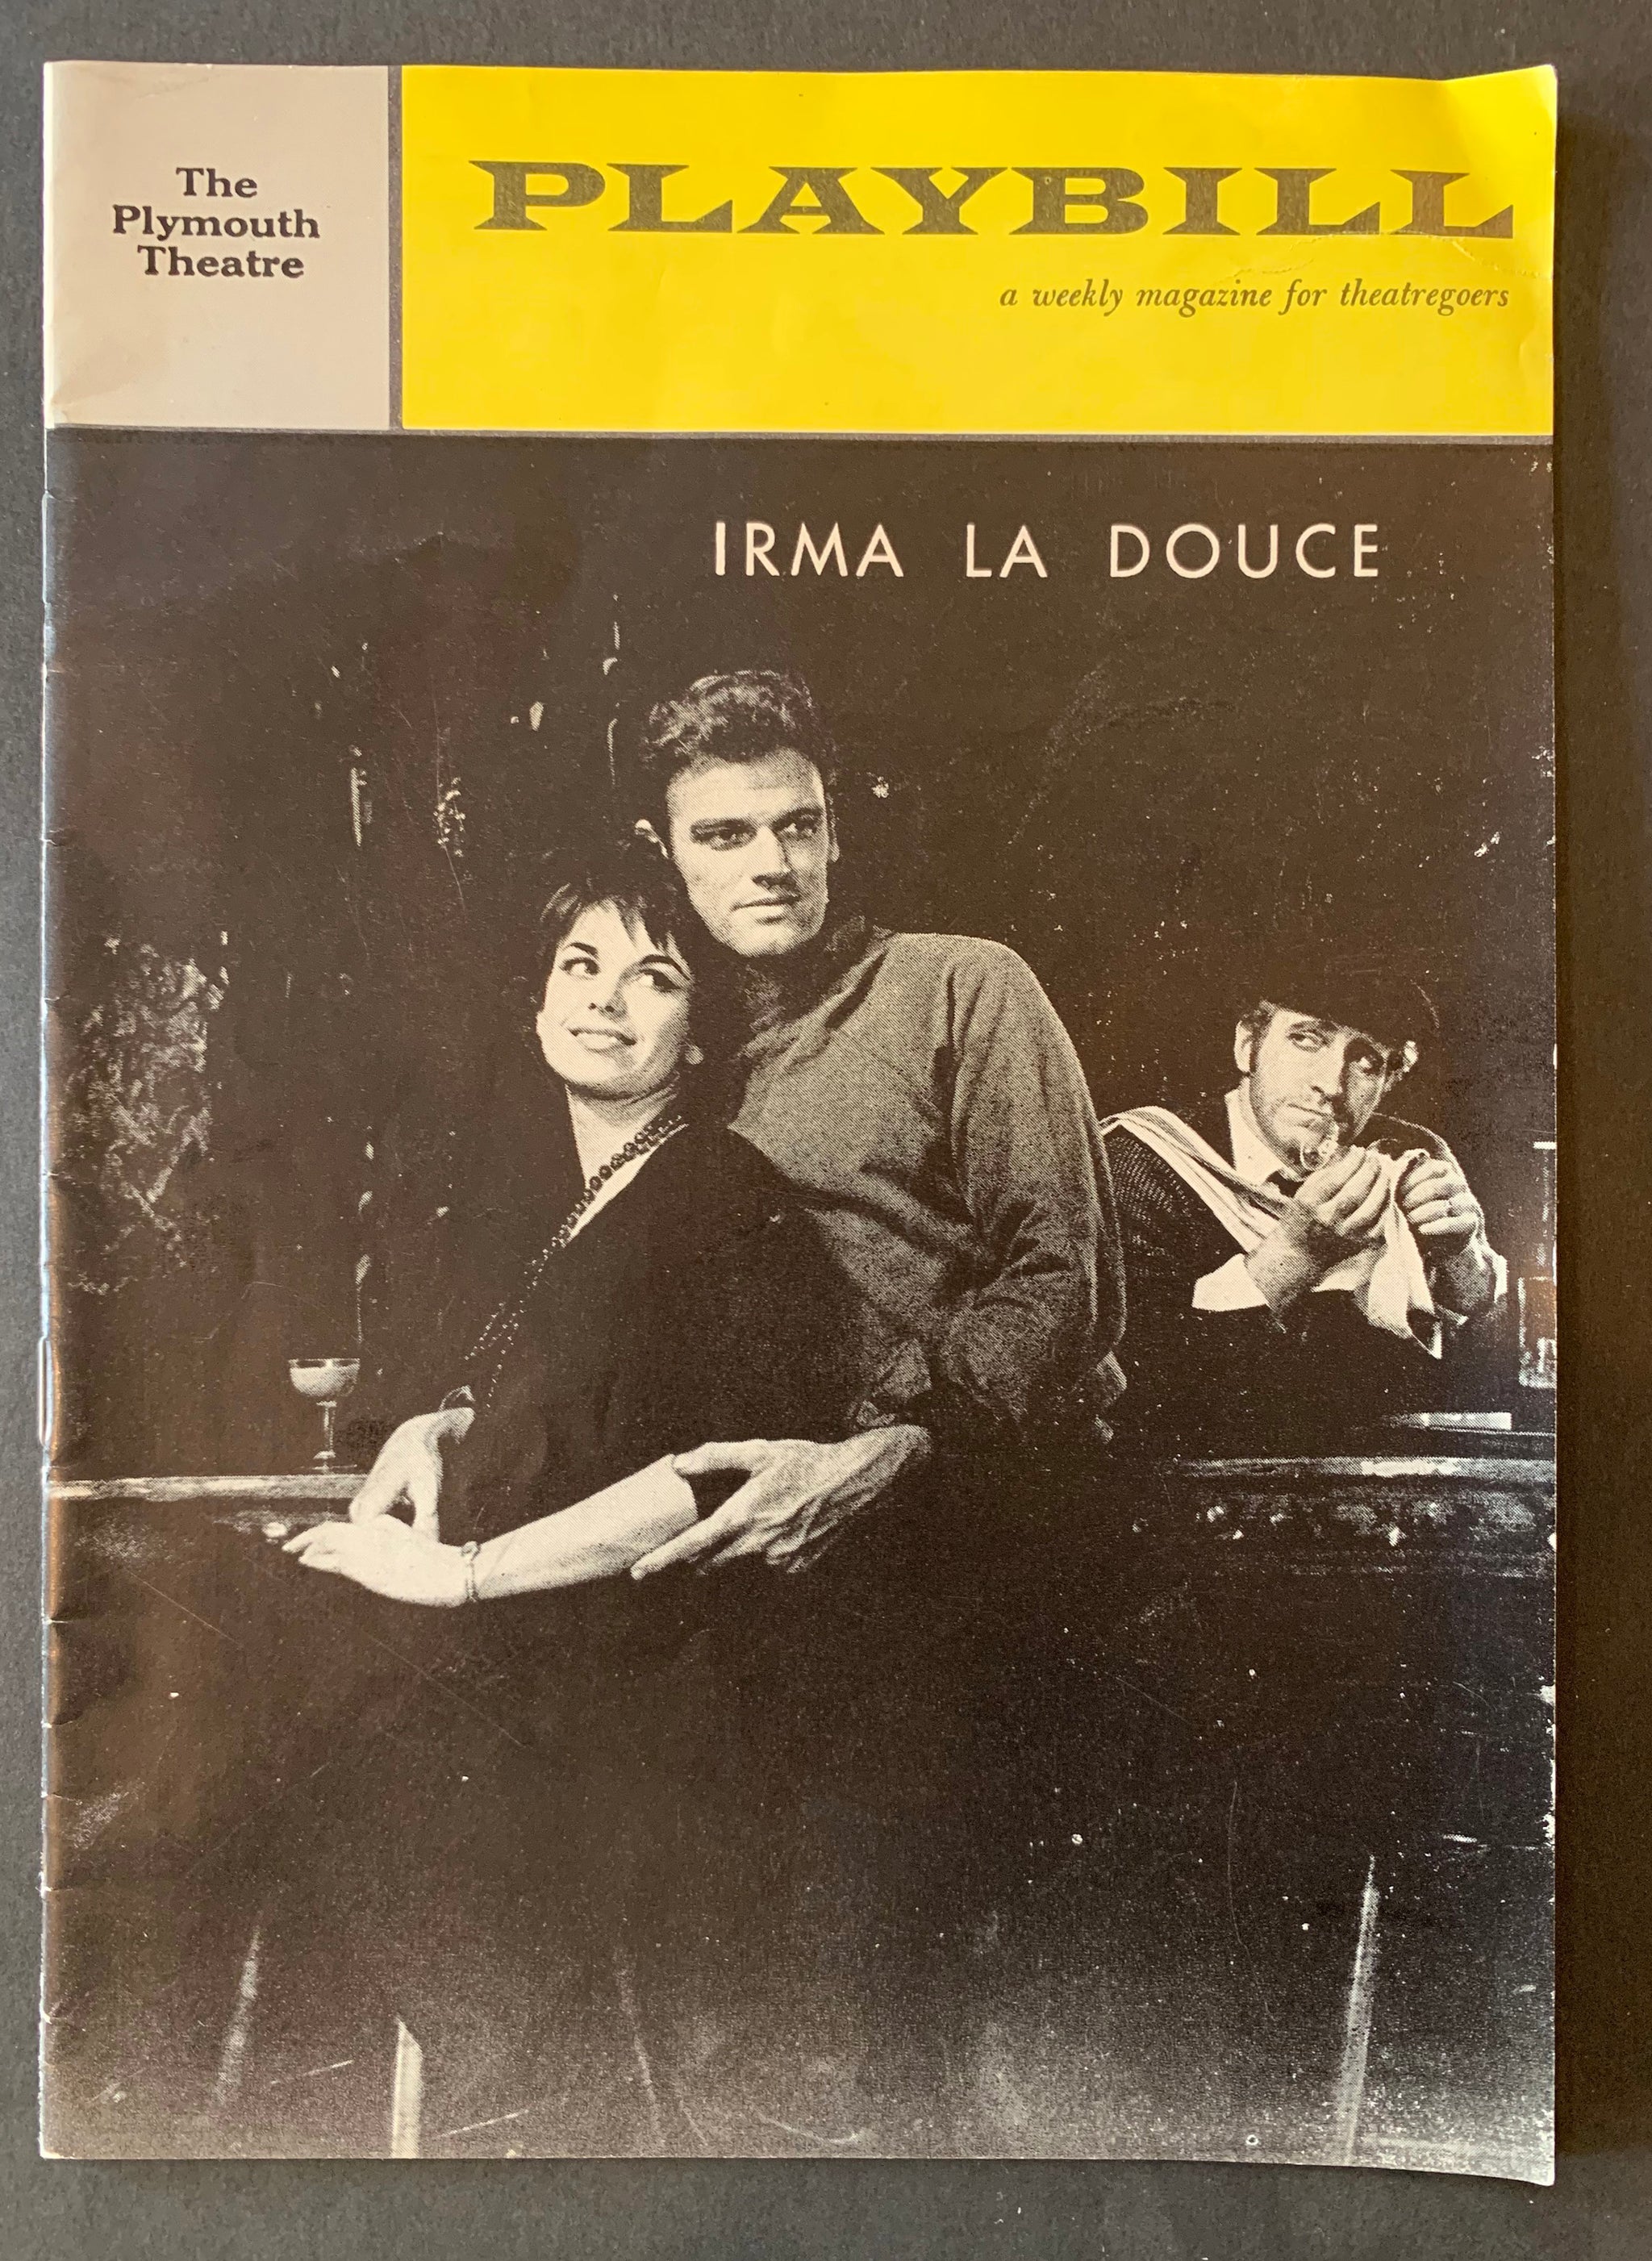 The
Plymouth
Theatre
PLAYBILL
a weekly magazine for theatregoers
IRMA LA DOUCE